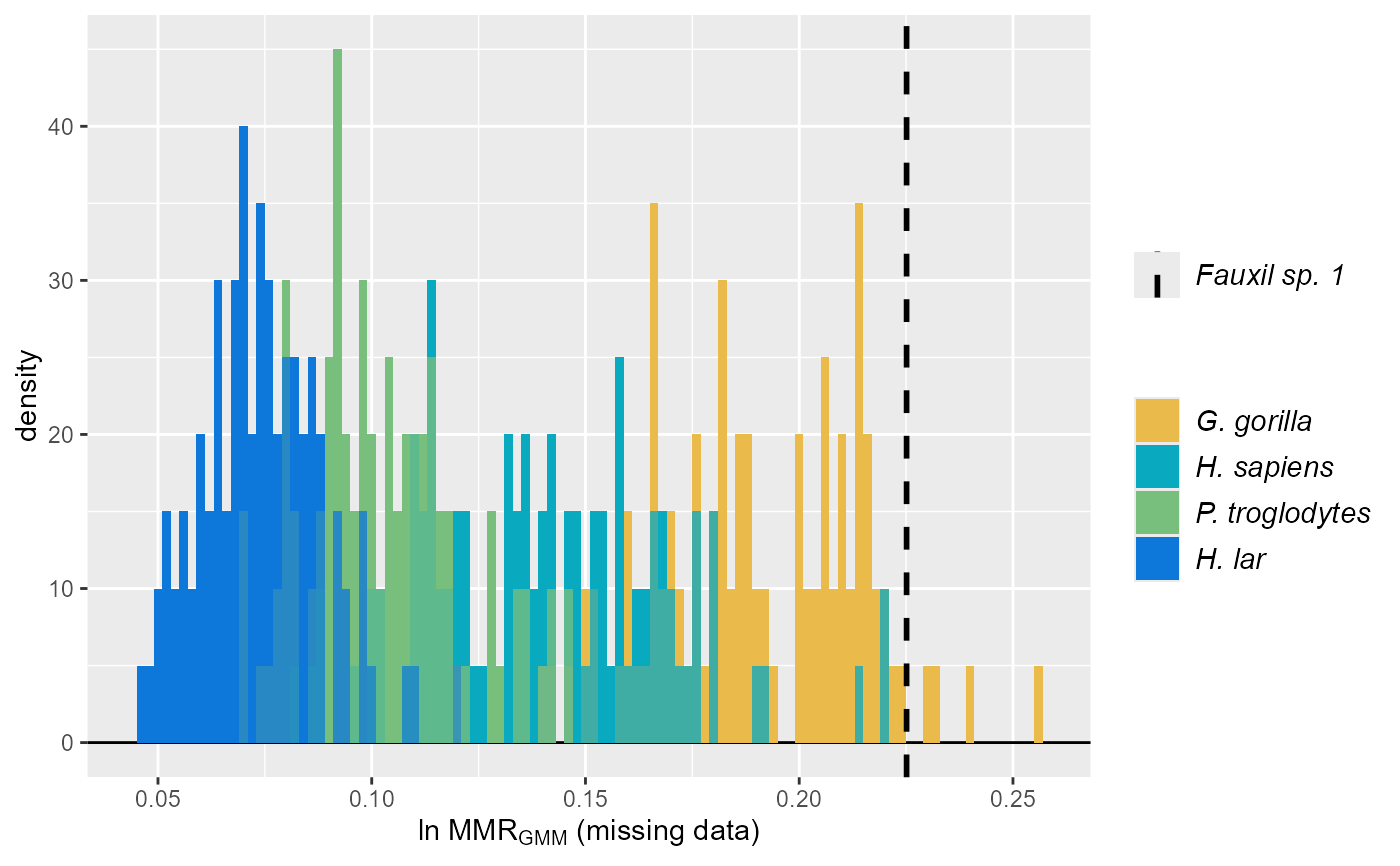 density
40
30
20
10
0
0.05 0.10 0.15 0.20 0.25
ln MMRGMM (missing data)
Fauxil sp. 1
G. gorilla
H. sapiens
P. troglodytes
H. lar